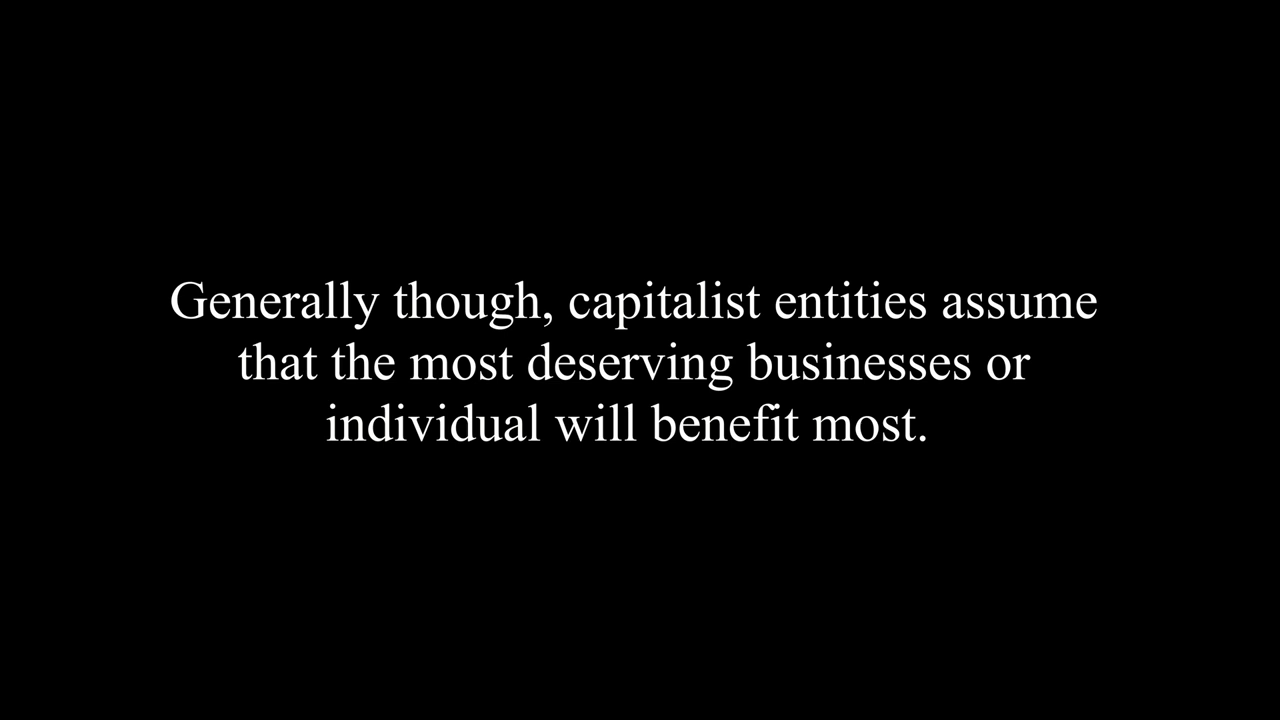 Generally though, capitalist entities assume
that the most deserving businesses or
individual will benefit most.